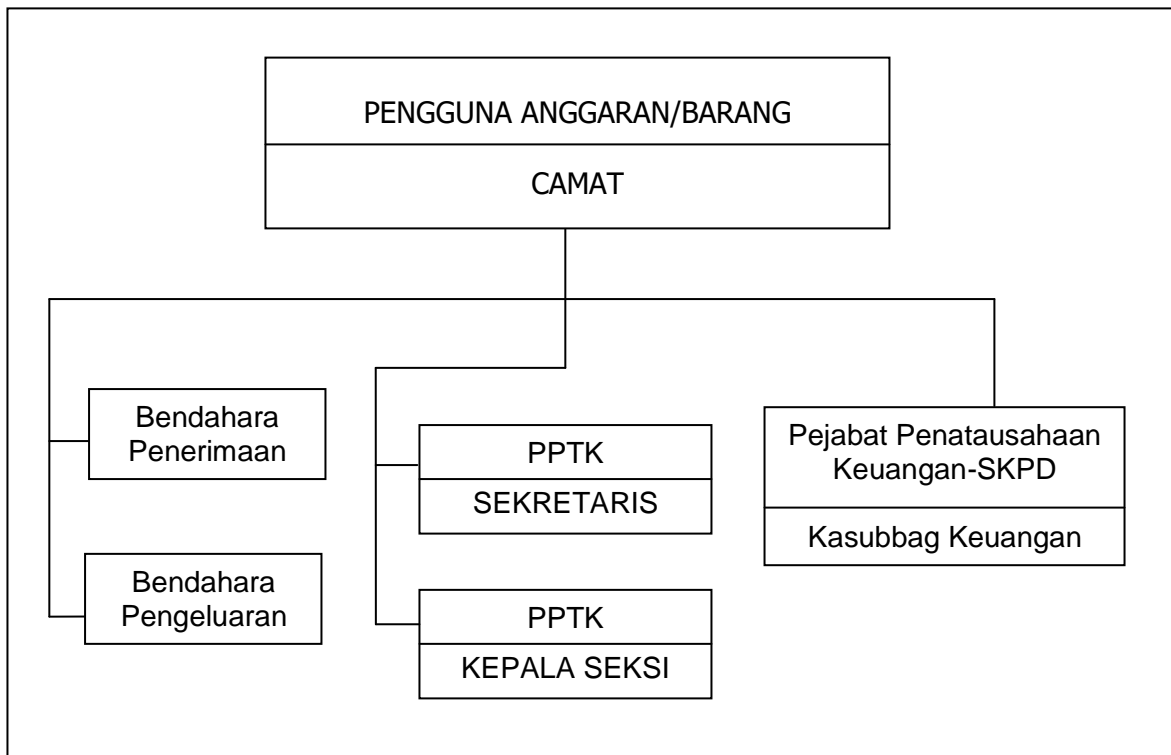 PENGGUNA ANGGARAN/BARANG
CAMAT
Bendahara
Penerimaan
Bendahara
Pengeluaran
PPTK
SEKRETARIS
PPTK
KEPALA SEKSI
Pejabat Penatausahaan
Keuangan-SKPD
Kasubbag Keuangan